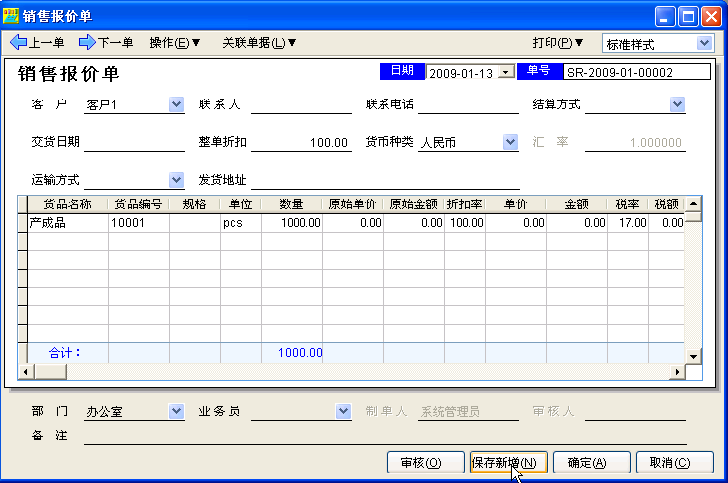 销售报价单
上一单 下一单 操作(E)▼ 关联单据(L)▼ 打印(P)▼ 标准样式
销售报价单 日期 2009-01-13 单号 SR-2009-01-00002
客 户 客户1 联系人 联系电话 结算方式
交货日期 整单折扣 100.00 货币种类 人民币 汇 率 1.000000
运输方式 发货地址
货品名称 货品编号 规格 单位 数量 原始单价 原始金额 折扣率 单价 金额 税率 税额
产成品 10001 pcs 1000.00 0.00 0.00 100.00 0.00 0.00 17.00 0.00
合计： 1000.00
部 门 办公室 业务员 制单人 系统管理员 审核人
备 注
审核(O) 保存新增(N) 确定(A) 取消(C)